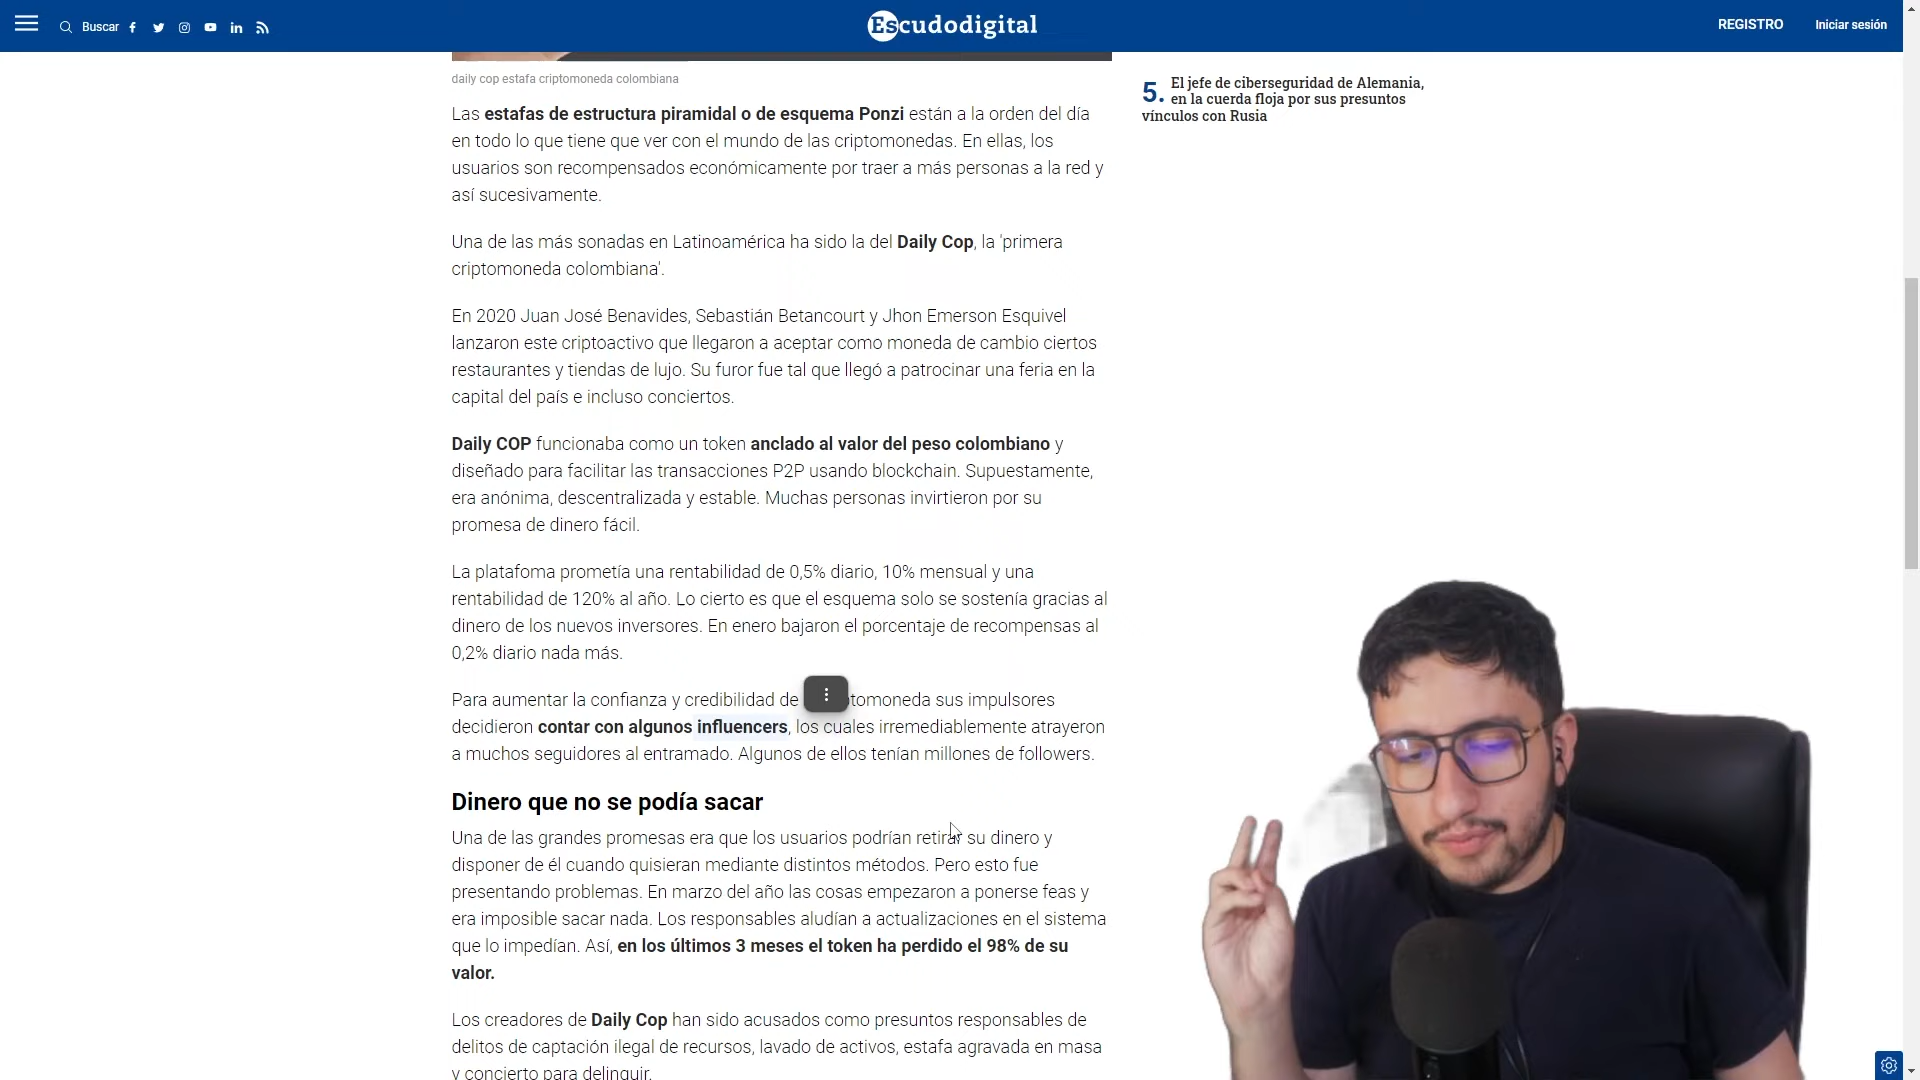 Buscar
Escudodigital
REGISTRO
Iniciar sesión
daily cop estafa criptomoneda colombiana
Las estafas de estructura piramidal o de esquema Ponzi están a la orden del día
en todo lo que tiene que ver con el mundo de las criptomonedas. En ellas, los
usuarios son recompensados económicamente por traer a más personas a la red y
así sucesivamente.
Una de las más sonadas en Latinoamérica ha sido la del Daily Cop, la 'primera
criptomoneda colombiana'.
En 2020 Juan José Benavides, Sebastián Betancourt y Jhon Emerson Esquivel
lanzaron este criptoactivo que llegaron a aceptar como moneda de cambio ciertos
restaurantes y tiendas de lujo. Su furor fue tal que llegó a patrocinar una feria en la
capital del país e incluso conciertos.
Daily COP funcionaba como un token anclado al valor del peso colombiano y
diseñado para facilitar las transacciones P2P usando blockchain. Supuestamente,
era anónima, descentralizada y estable. Muchas personas invirtieron por su
promesa de dinero fácil.
La platafoma prometía una rentabilidad de 0,5% diario, 10% mensual y una
rentabilidad de 120% al año. Lo cierto es que el esquema solo se sostenía gracias al
dinero de los nuevos inversores. En enero bajaron el porcentaje de recompensas al
0,2% diario nada más.
Para aumentar la confianza y credibilidad de tomoneda sus impulsores
decidieron contar con algunos influencers, los cuales irremediablemente atrayeron
a muchos seguidores al entramado. Algunos de ellos tenían millones de followers.
Dinero que no se podía sacar
Una de las grandes promesas era que los usuarios podrían retirar su dinero y
disponer de él cuando quisieran mediante distintos métodos. Pero esto fue
presentando problemas. En marzo del año las cosas empezaron a ponerse feas y
era imposible sacar nada. Los responsables aludían a actualizaciones en el sistema
que lo impedían. Así, en los últimos 3 meses el token ha perdido el 98% de su
valor.
Los creadores de Daily Cop han sido acusados como presuntos responsables de
delitos de captación ilegal de recursos, lavado de activos, estafa agravada en masa
y concierto para delinquir.
5. El jefe de ciberseguridad de Alemania,
en la cuerda floja por sus presuntos
vínculos con Rusia